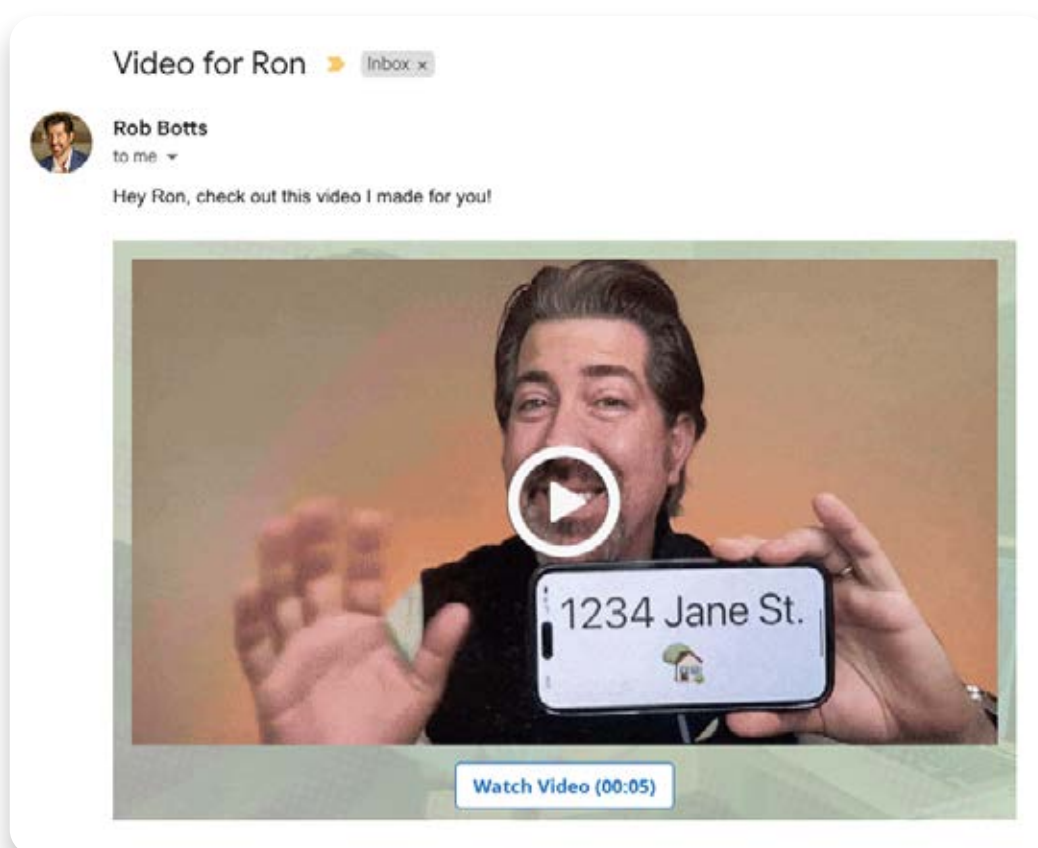 Video for Ron Inbox x
Rob Botts
to me
Hey Ron, check out this video I made for you!
1234 Jane St.
Watch Video (00:05)